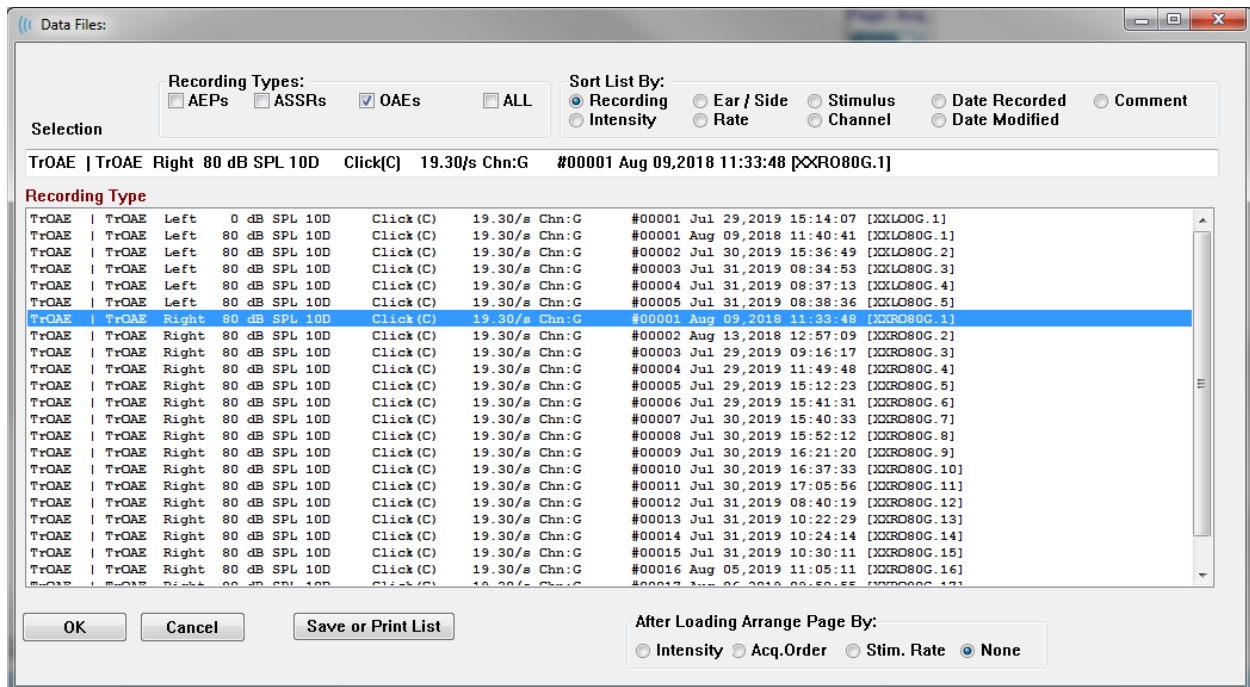 Data Files:
Recording Types:
AEPs ASSRs OAEs ALL
Sort List By:
Recording Ear / Side Stimulus Date Recorded Comment
Intensity Rate Channel Date Modified
Selection
TrOAE | TrOAE Right 80 dB SPL 10D Click(C) 19.30/s Chn:G #00001 Aug 09,2018 11:33:48 [XXRO80G.1]
Recording Type
TrOAE | TrOAE Left 0 dB SPL 10D Click(C) 19.30/s Chn:G #00001 Jul 29,2019 15:14:07 [XXLO0G.1]
TrOAE | TrOAE Left 80 dB SPL 10D Click(C) 19.30/s Chn:G #00001 Aug 09,2018 11:40:41 [XXLO80G.1]
TrOAE | TrOAE Left 80 dB SPL 10D Click(C) 19.30/s Chn:G #00002 Jul 30,2019 15:36:49 [XXLO80G.2]
TrOAE | TrOAE Left 80 dB SPL 10D Click(C) 19.30/s Chn:G #00003 Jul 31,2019 08:34:53 [XXLO80G.3]
TrOAE | TrOAE Left 80 dB SPL 10D Click(C) 19.30/s Chn:G #00004 Jul 31,2019 08:37:13 [XXLO80G.4]
TrOAE | TrOAE Left 80 dB SPL 10D Click(C) 19.30/s Chn:G #00005 Jul 31,2019 08:38:36 [XXLO80G.5]
TrOAE | TrOAE Right 80 dB SPL 10D Click(C) 19.30/s Chn:G #00001 Aug 09,2018 11:33:48 [XXRO80G.1]
TrOAE | TrOAE Right 80 dB SPL 10D Click(C) 19.30/s Chn:G #00002 Aug 13,2018 12:57:09 [XXRO80G.2]
TrOAE | TrOAE Right 80 dB SPL 10D Click(C) 19.30/s Chn:G #00003 Jul 29,2019 09:16:17 [XXRO80G.3]
TrOAE | TrOAE Right 80 dB SPL 10D Click(C) 19.30/s Chn:G #00004 Jul 29,2019 11:49:48 [XXRO80G.4]
TrOAE | TrOAE Right 80 dB SPL 10D Click(C) 19.30/s Chn:G #00005 Jul 29,2019 15:12:23 [XXRO80G.5]
TrOAE | TrOAE Right 80 dB SPL 10D Click(C) 19.30/s Chn:G #00006 Jul 29,2019 15:41:31 [XXRO80G.6]
TrOAE | TrOAE Right 80 dB SPL 10D Click(C) 19.30/s Chn:G #00007 Jul 30,2019 15:40:33 [XXRO80G.7]
TrOAE | TrOAE Right 80 dB SPL 10D Click(C) 19.30/s Chn:G #00008 Jul 30,2019 15:52:12 [XXRO80G.8]
TrOAE | TrOAE Right 80 dB SPL 10D Click(C) 19.30/s Chn:G #00009 Jul 30,2019 16:21:20 [XXRO80G.9]
TrOAE | TrOAE Right 80 dB SPL 10D Click(C) 19.30/s Chn:G #00010 Jul 30,2019 16:37:33 [XXRO80G.10]
TrOAE | TrOAE Right 80 dB SPL 10D Click(C) 19.30/s Chn:G #00011 Jul 30,2019 17:05:56 [XXRO80G.11]
TrOAE | TrOAE Right 80 dB SPL 10D Click(C) 19.30/s Chn:G #00012 Jul 31,2019 08:40:19 [XXRO80G.12]
TrOAE | TrOAE Right 80 dB SPL 10D Click(C) 19.30/s Chn:G #00013 Jul 31,2019 10:22:29 [XXRO80G.13]
TrOAE | TrOAE Right 80 dB SPL 10D Click(C) 19.30/s Chn:G #00014 Jul 31,2019 10:24:14 [XXRO80G.14]
TrOAE | TrOAE Right 80 dB SPL 10D Click(C) 19.30/s Chn:G #00015 Jul 31,2019 10:30:11 [XXRO80G.15]
TrOAE | TrOAE Right 80 dB SPL 10D Click(C) 19.30/s Chn:G #00016 Aug 05,2019 11:05:11 [XXRO80G.16]
OK Cancel Save or Print List
After Loading Arrange Page By:
Intensity Acq.Order Stim. Rate None